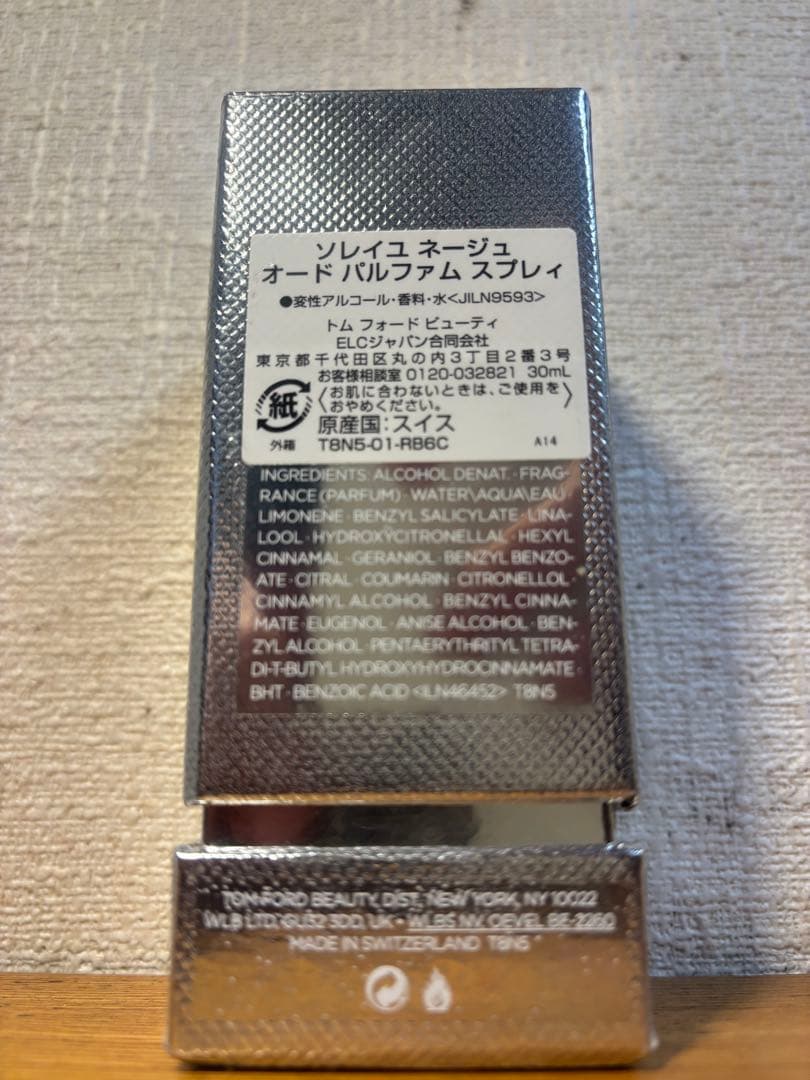 ソレイユ ネージュ
オード パルファム スプレィ
●変性アルコール・香料・水<JILN9593>
トム フォード ビューティ
ELCジャパン合同会社
東京都千代田区丸の内3丁目2番3号
お客様相談室 0120-032821 30mL
〈お肌に合わないときは、ご使用を
おやめください。〉
紙
外箱
原産国:スイス
T8N5-01-RB6C
A14
INGREDIENTS: ALCOHOL DENAT.·FRAG-
RANCE (PARFUM)·WATER\AQUA\EAU
LIMONENE·BENZYL SALICYLATE·LINA-
LOOL·HYDROXYCITRONELLAL·HEXYL
CINNAMAL·GERANIOL·BENZYL BENZO-
ATE·CITRAL·COUMARIN·CITRONELLOL·
CINNAMYL ALCOHOL·BENZYL CINNA-
MATE·EUGENOL·ANISE ALCOHOL·BEN-
ZYL ALCOHOL·PENTAERYTHRITYL TETRA-
DI-T-BUTYL HYDROXYHYDROCINNAMATE·
BHT·BENZOIC ACID <ILN46452> T8N5
TOM FORD BEAUTY, DIST. NEW YORK, NY 10022
WLB LTD, GU32 3DD, UK • WLBS NV, OEVEL BE-2260
MADE IN SWITZERLAND T8N5